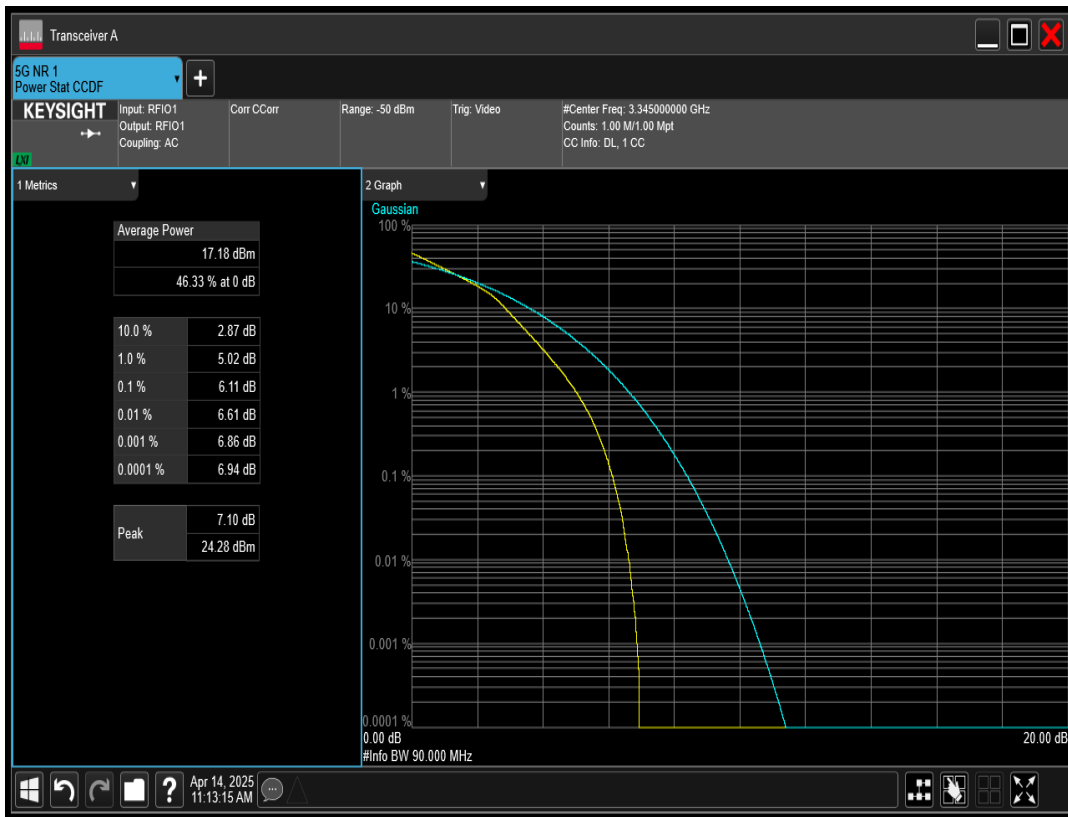 Transceiver A
5G NR 1
Power Stat CCDF
+
KEYSIGHT
LXI
Input: RFIO1
Output: RFIO1
Coupling: AC
Corr CCorr
Range: -50 dBm
Trig: Video
#Center Freq: 3.345000000 GHz
Counts: 1.00 M/1.00 Mpt
CC Info: DL, 1 CC
1 Metrics
Average Power
17.18 dBm
46.33 % at 0 dB
10.0 % 2.87 dB
1.0 % 5.02 dB
0.1 % 6.11 dB
0.01 % 6.61 dB
0.001 % 6.86 dB
0.0001 % 6.94 dB
Peak
7.10 dB
24.28 dBm
2 Graph
Gaussian
100 %
10 %
1 %
0.1 %
0.01 %
0.001 %
0.0001 %
0.00 dB 20.00 dB
#Info BW 90.000 MHz
?
Apr 14, 2025
11:13:15 AM